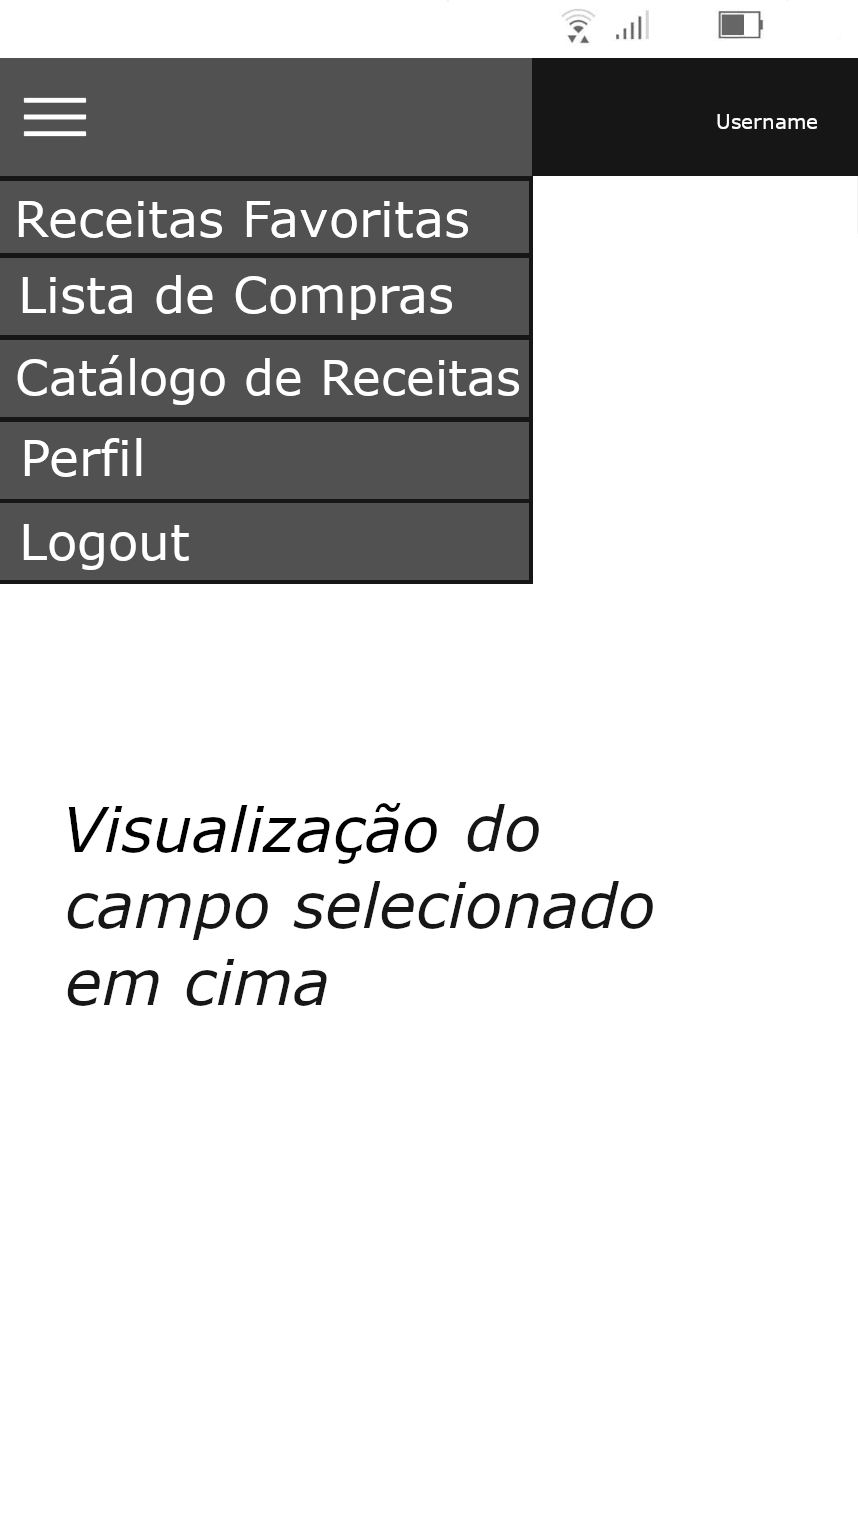 Username
Receitas Favoritas
Lista de Compras
Catálogo de Receitas
Perfil
Logout
Visualização do
campo selecionado
em cima